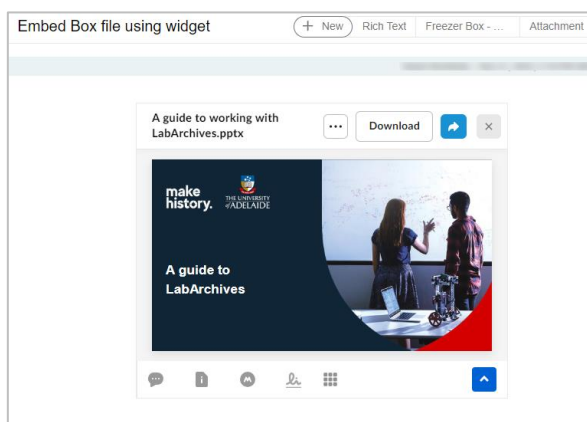 Embed Box file using widget
+ New
Rich Text
Freezer Box - ...
Attachment
A guide to working with
LabArchives.pptx
...
Download
make
history.
THE UNIVERSITY
of ADELAIDE
A guide to
LabArchives